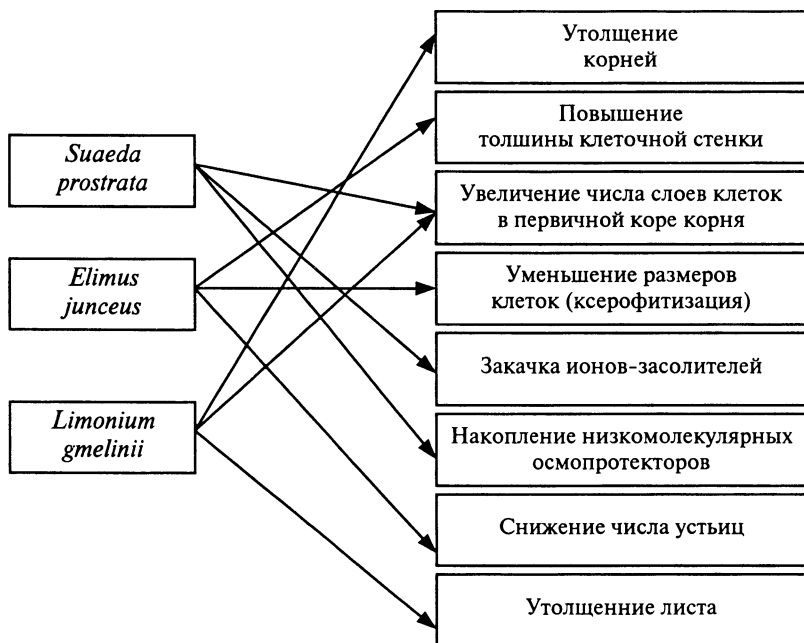 Suaeda
prostrata
Elimus
junceus
Limonium
gmelinii
Утолщение
корней
Повышение
толшины клеточной стенки
Увеличение числа слоев клеток
в первичной коре корня
Уменьшение размеров
клеток (ксерофитизация)
Закачка ионов-засолителей
Накопление низкомолекулярных
осмопротекторов
Снижение числа устьиц
Утолщенние листа